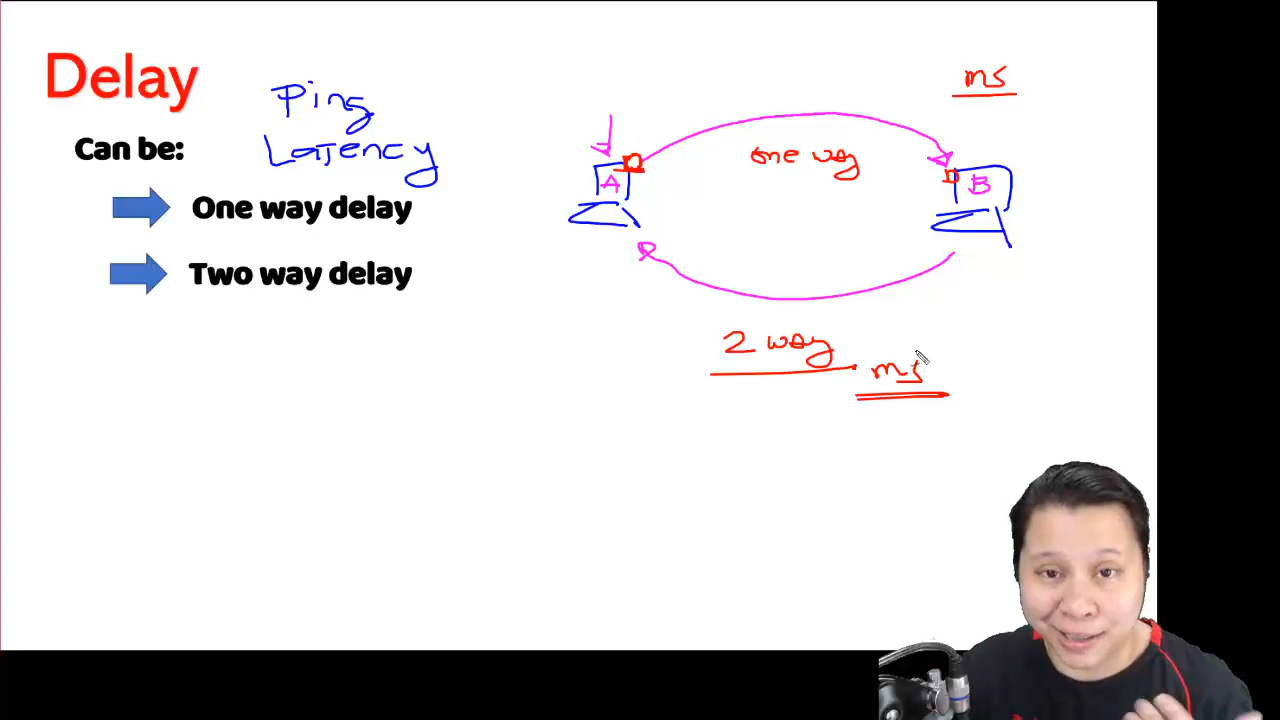 Delay
Ping
Latency
Can be:
One way delay
Two way delay
ms
one way
A
B
2 way
ms